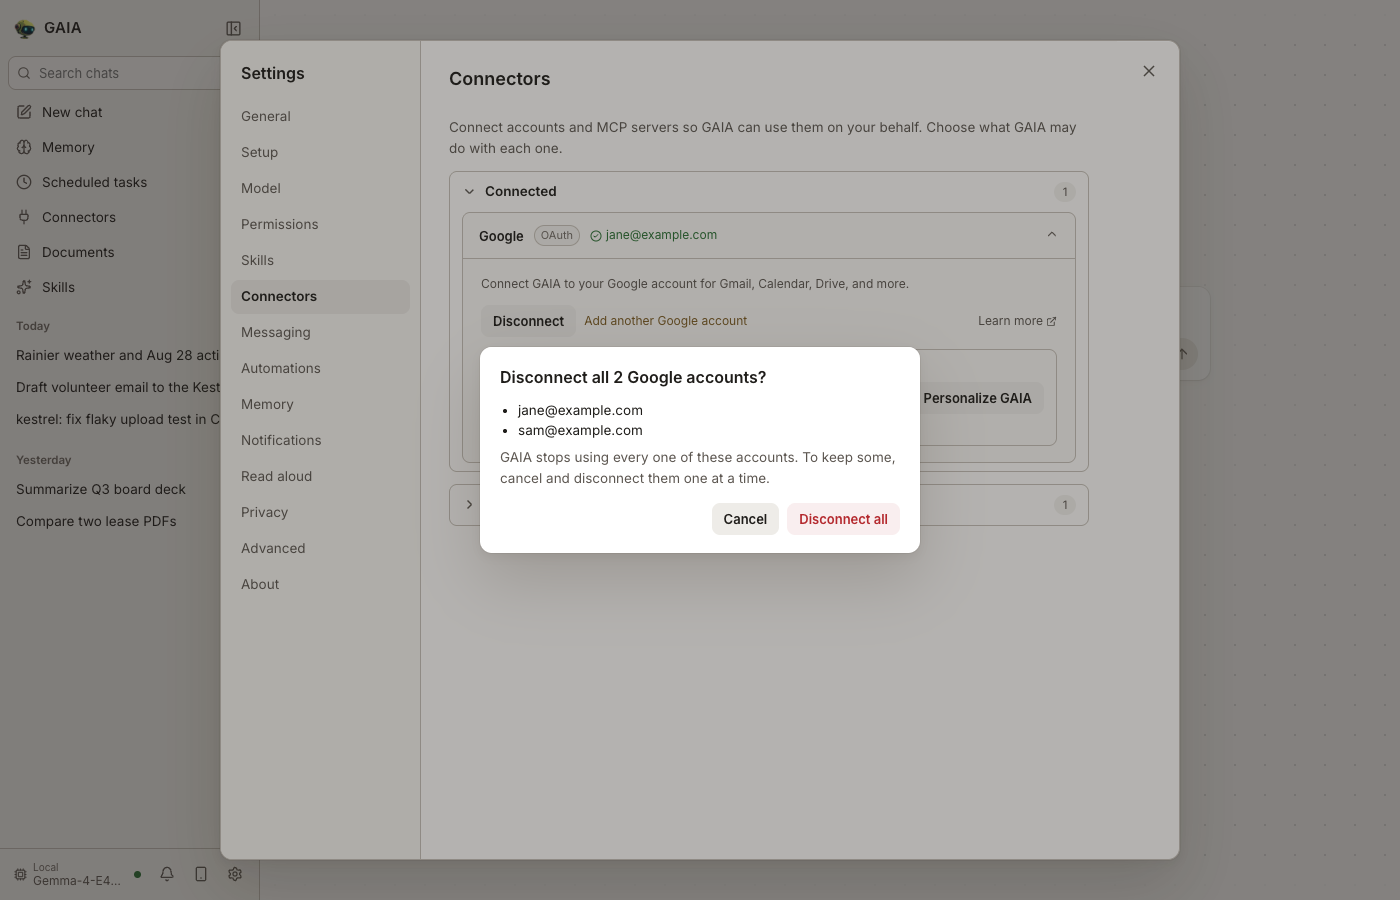 GAIA
Search chats
New chat
Memory
Scheduled tasks
Connectors
Documents
Skills
Today
Rainier weather and Aug 28 acti
Draft volunteer email to the Kest
kestrel: fix flaky upload test in C
Yesterday
Summarize Q3 board deck
Compare two lease PDFs
Local
Gemma-4-E4...
Settings
General
Setup
Model
Permissions
Skills
Connectors
Messaging
Automations
Memory
Notifications
Read aloud
Privacy
Advanced
About
Connectors
Connect accounts and MCP servers so GAIA can use them on your behalf. Choose what GAIA may
do with each one.
Connected 1
Google OAuth jane@example.com
Connect GAIA to your Google account for Gmail, Calendar, Drive, and more.
Disconnect Add another Google account Learn more
Personalize GAIA
1
Disconnect all 2 Google accounts?
• jane@example.com
• sam@example.com
GAIA stops using every one of these accounts. To keep some,
cancel and disconnect them one at a time.
Cancel Disconnect all